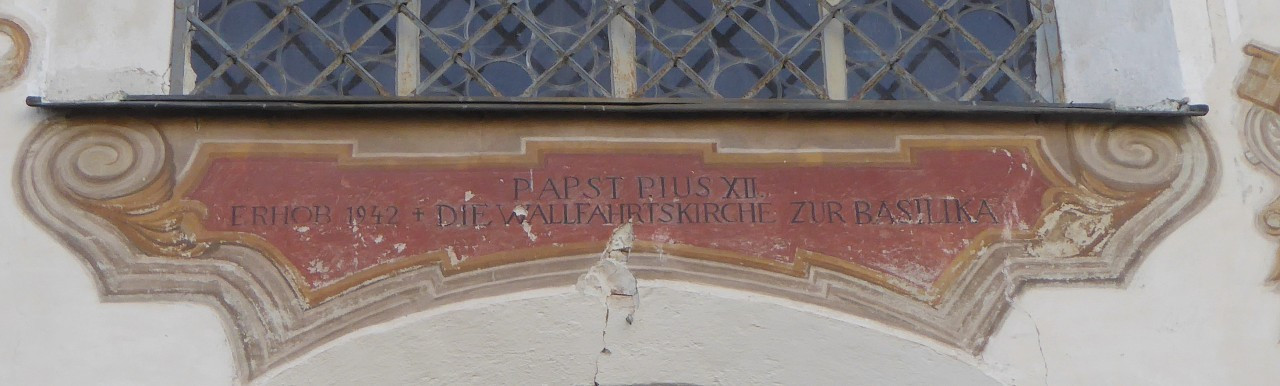 PAPST PIUS XII.
ERHOB 1942 + DIE WALLFAHRTSKIRCHE ZUR BASILIKA